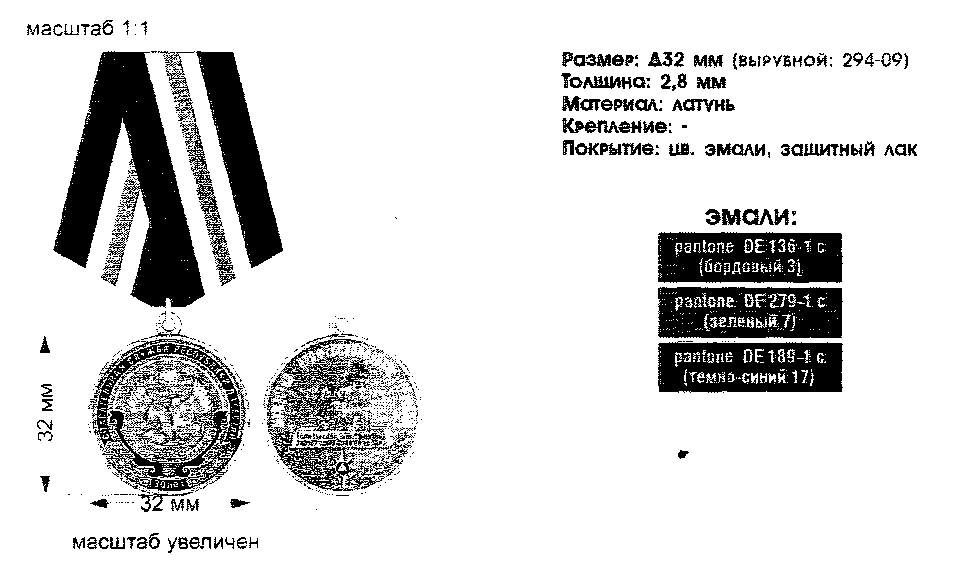 масштаб 1:1
Размер: Δ32 мм (вырубной: 294-09)
Толщина: 2,8 мм
Материал: латунь
Крепление: -
Покрытие: цв. эмали, защитный лак
эмали:
pantone DE 136-1 c
(бордовый 3)
pantone DE 279-1 c
(зеленый 7)
pantone DE 189-1 c
(темно-синий 17)
32 мм
32 мм
масштаб увеличен